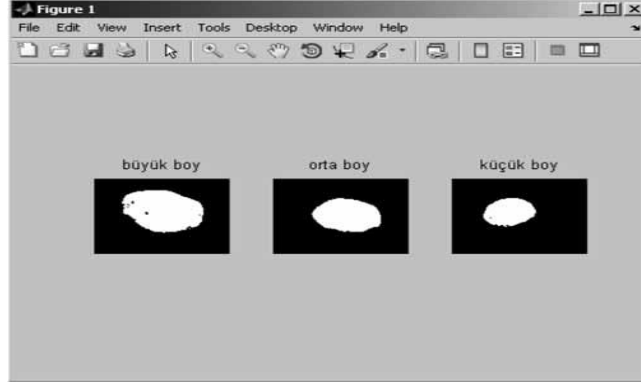 Figure 1
File Edit View Insert Tools Desktop Window Help
büyük boy orta boy küçük boy